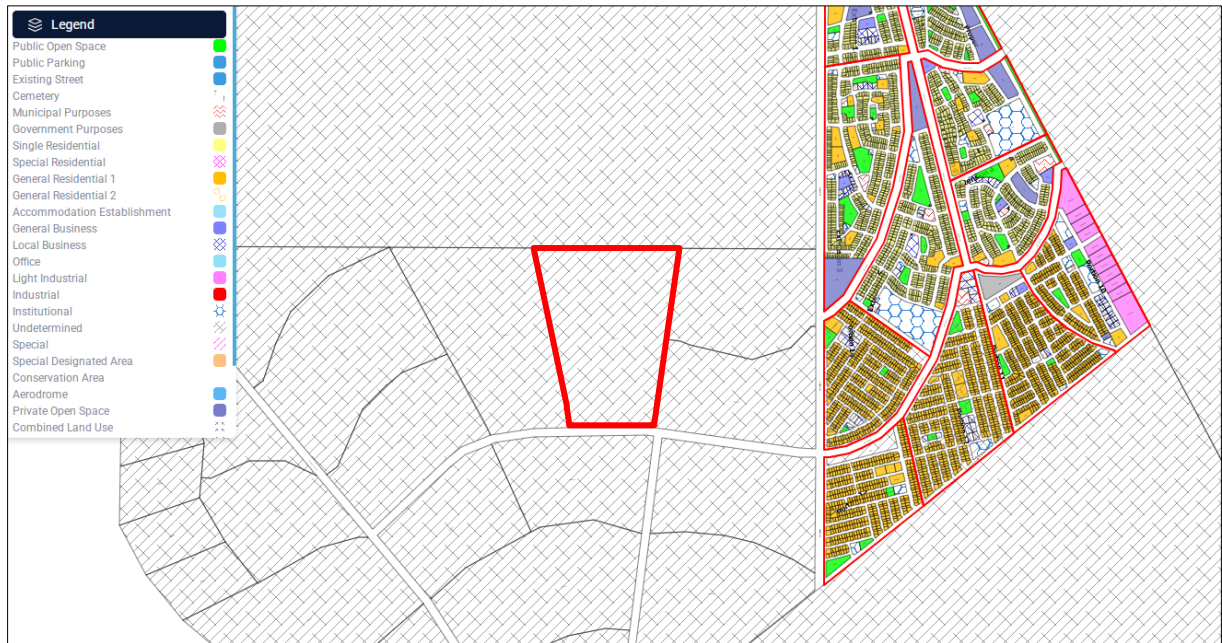 Legend
Public Open Space
Public Parking
Existing Street
Cemetery
Municipal Purposes
Government Purposes
Single Residential
Special Residential
General Residential 1
General Residential 2
Accommodation Establishment
General Business
Local Business
Office
Light Industrial
Industrial
Institutional
Undetermined
Special
Special Designated Area
Conservation Area
Aerodrome
Private Open Space
Combined Land Use